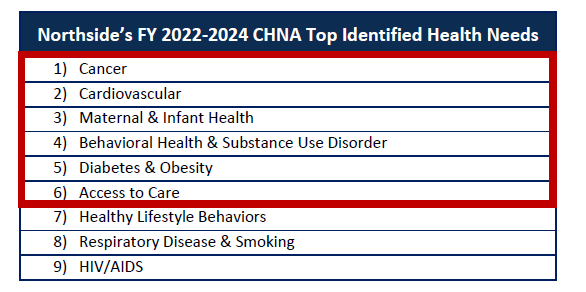 Northside's FY 2022-2024 CHNA Top Identified Health Needs
1) Cancer
2) Cardiovascular
3) Maternal & Infant Health
4) Behavioral Health & Substance Use Disorder
5) Diabetes & Obesity
6) Access to Care
7) Healthy Lifestyle Behaviors
8) Respiratory Disease & Smoking
9) HIV/AIDS